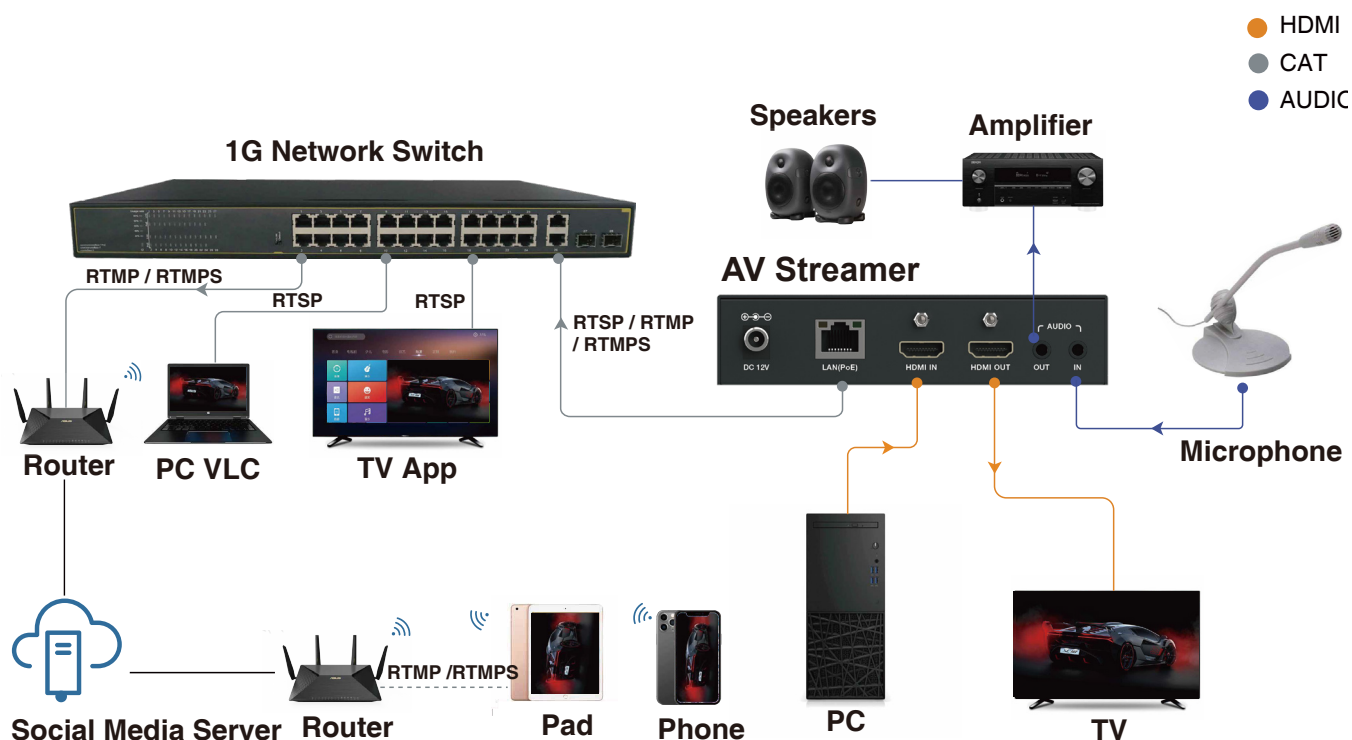 HDMI
CAT
AUDIO
Speakers
Amplifier
1G Network Switch
AV Streamer
RTMP / RTMPS
RTSP
RTSP
RTSP / RTMP
/ RTMPS
AUDIO
DC 12V
LAN(PoE)
HDMI IN
HDMI OUT
OUT
IN
Router
PC VLC
TV App
Microphone
RTMP /RTMPS
Social Media Server
Router
Pad
Phone
PC
TV